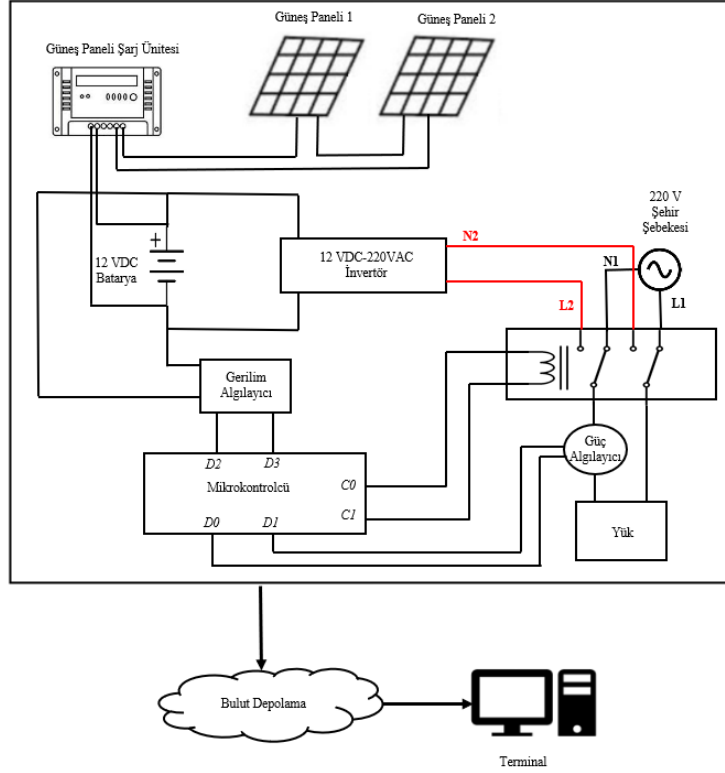 Güneş Paneli 1
Güneş Paneli 2
Güneş Paneli Şarj Ünitesi
220 V
Şehir
Şebekesi
N2
N1
12 VDC
Batarya
12 VDC-220VAC
İnvertör
L2
L1
Gerilim
Algılayıcı
Güç
Algılayıcı
D2
D3
Mikrokontrolcü
C0
C1
D0
D1
Yük
Bulut Depolama
Terminal